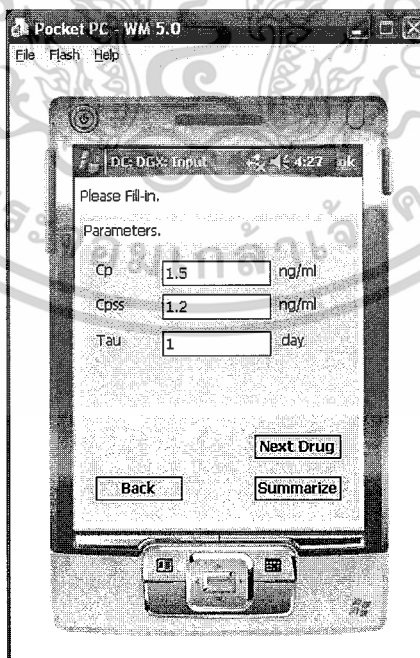 Pocket PC - WM 5.0
File Flash Help
DC: DGX: Input 4:27 ok
Please Fill-in.
Parameters.
Cp 1.5 ng/ml
Cpss 1.2 ng/ml
Tau 1 day
Next Drug
Back Summarize